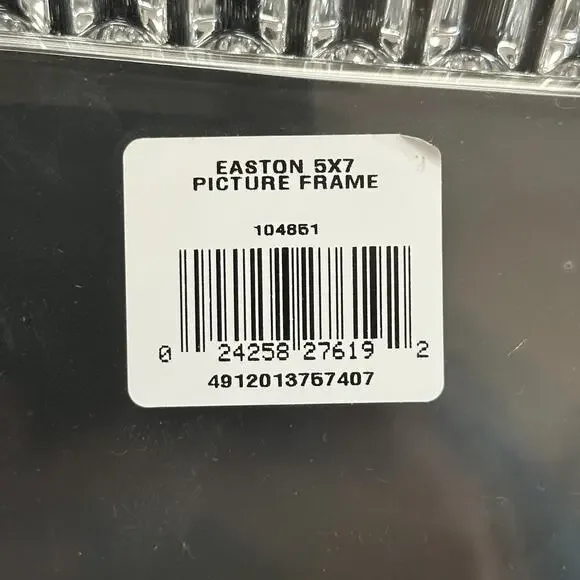 EASTON 5X7
PICTURE FRAME
104851
0 24258 27619 2
4912013757407